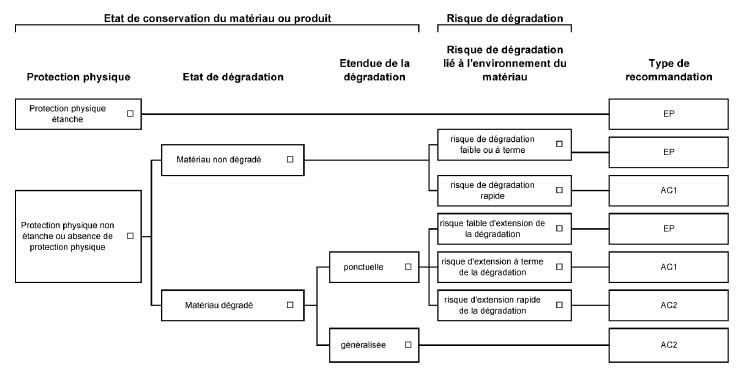 Etat de conservation du matériau ou produit
Risque de dégradation
Protection physique
Etat de dégradation
Etendue de la
dégradation
Risque de dégradation
lié à l'environnement du
matériau
Type de
recommandation
Protection physique
étanche
EP
Matériau non dégradé
risque de dégradation
faible ou à terme
EP
risque de dégradation
rapide
AC1
Protection physique non
étanche ou absence de
protection physique
risque faible d'extension de
la dégradation
EP
ponctuelle
risque d'extension à terme
de la dégradation
AC1
Matériau dégradé
risque d'extension rapide
de la dégradation
AC2
généralisée
AC2